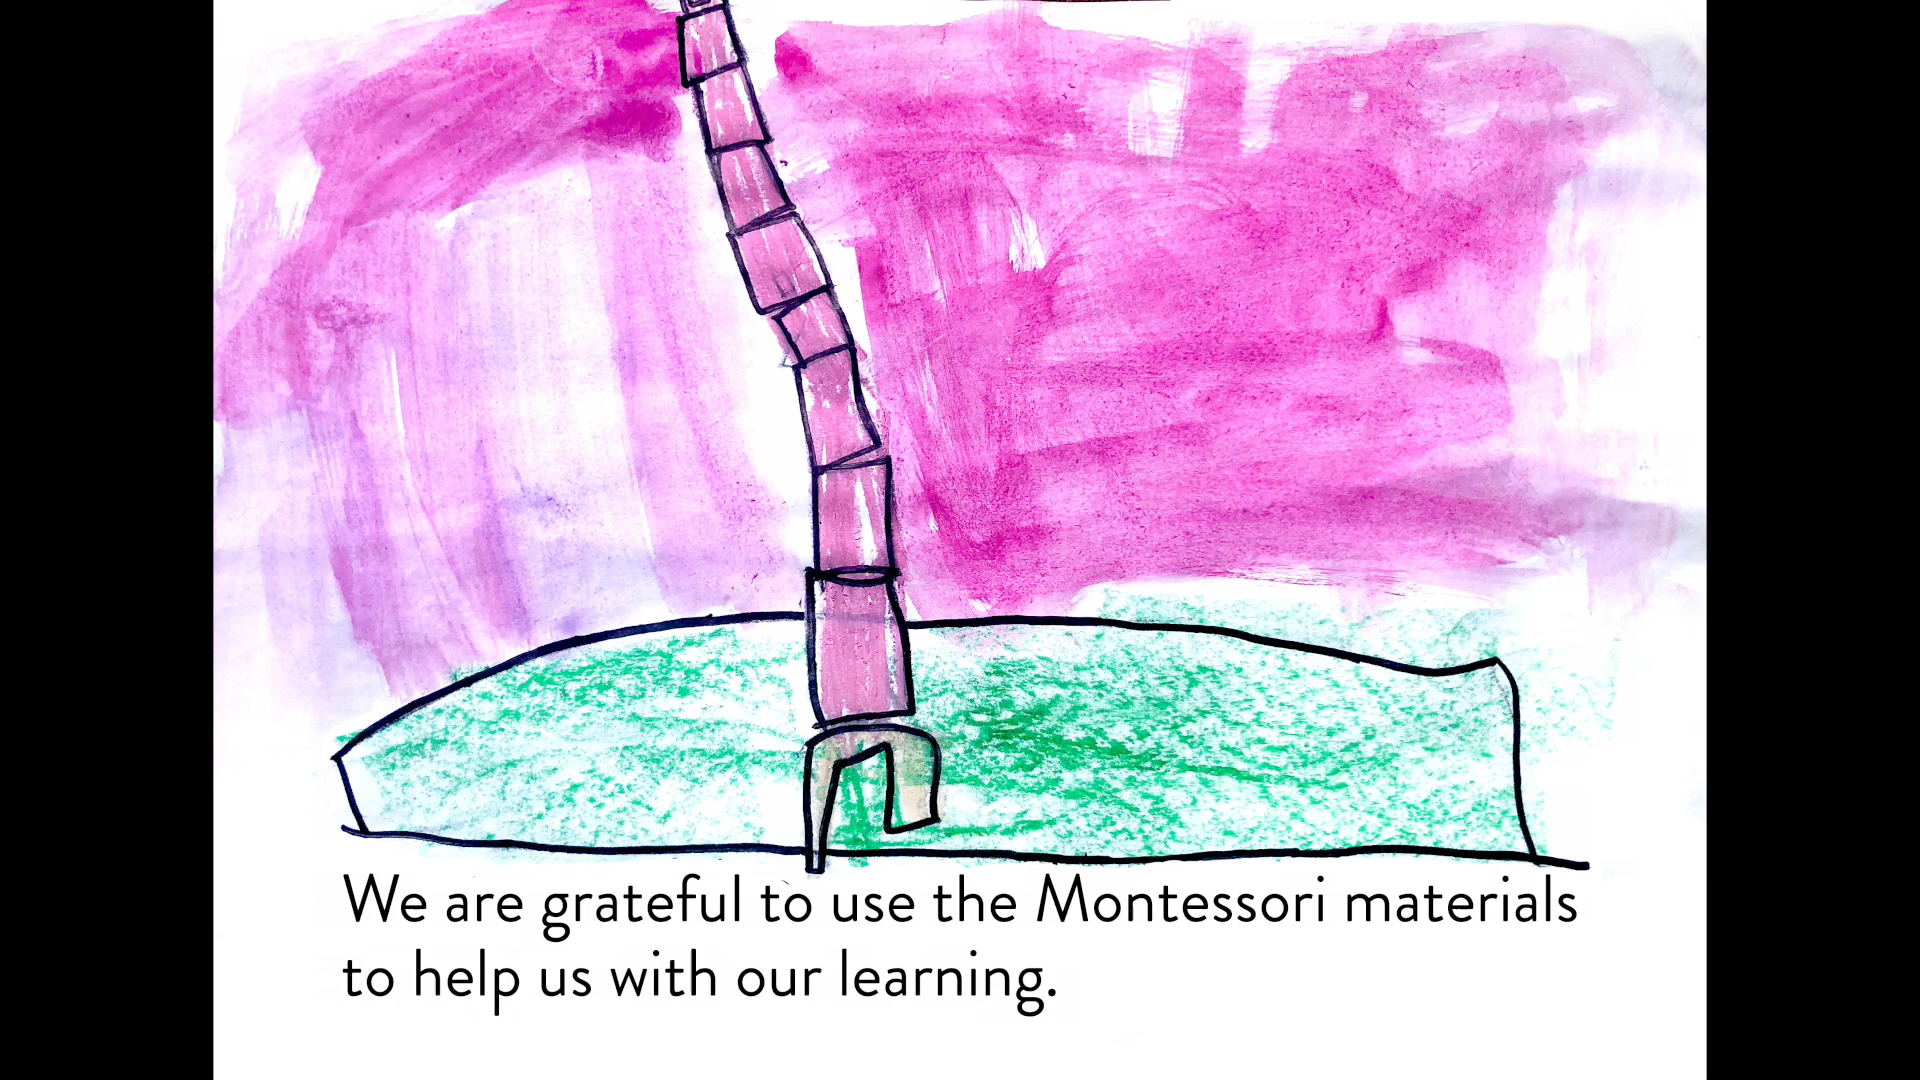 We are grateful to use the Montessori materials
to help us with our learning.